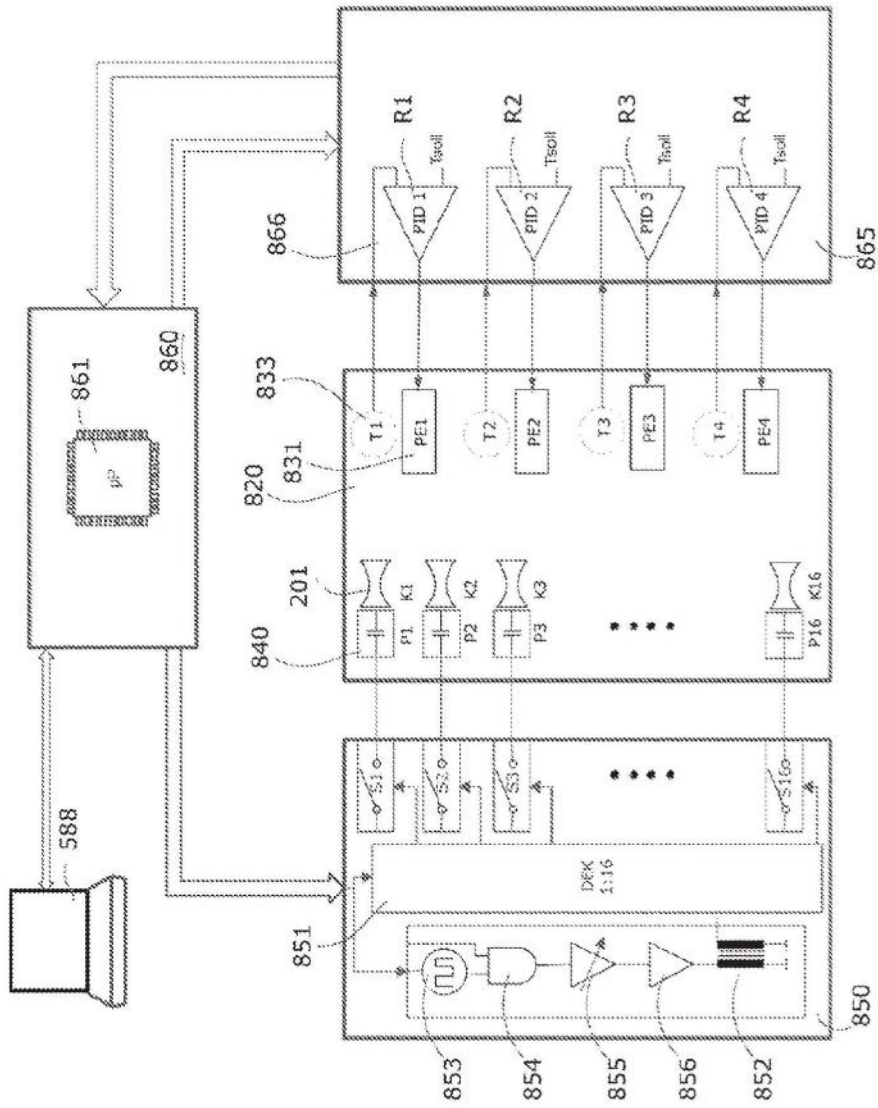 588
µP
861
860
853
854
855
856
852
850
851
DEK
1:16
S1
S2
S3
S16
840
201
820
831
833
P1
K1
P2
K2
P3
K3
P16
K16
T1
PE1
T2
PE2
T3
PE3
T4
PE4
866
PID 1
Tsoll
R1
PID 2
Tsoll
R2
PID 3
Tsoll
R3
PID 4
Tsoll
R4
865